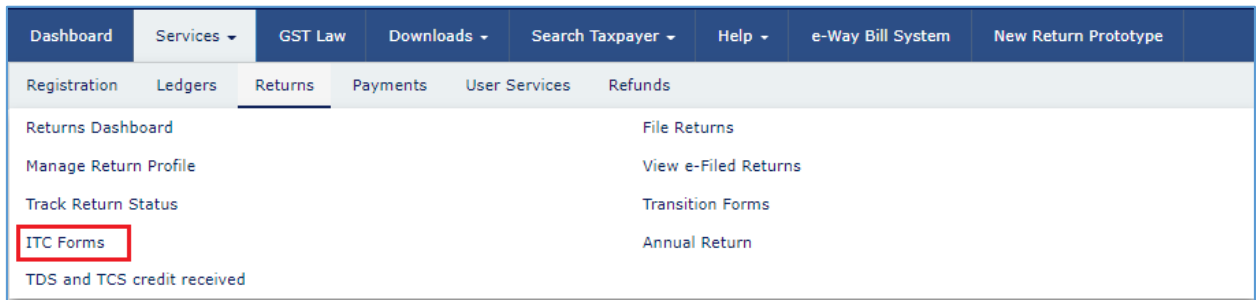 Dashboard Services GST Law Downloads Search Taxpayer Help e-Way Bill System New Return Prototype
Registration Ledgers Returns Payments User Services Refunds
Returns Dashboard File Returns
Manage Return Profile View e-Filed Returns
Track Return Status Transition Forms
ITC Forms Annual Return
TDS and TCS credit received